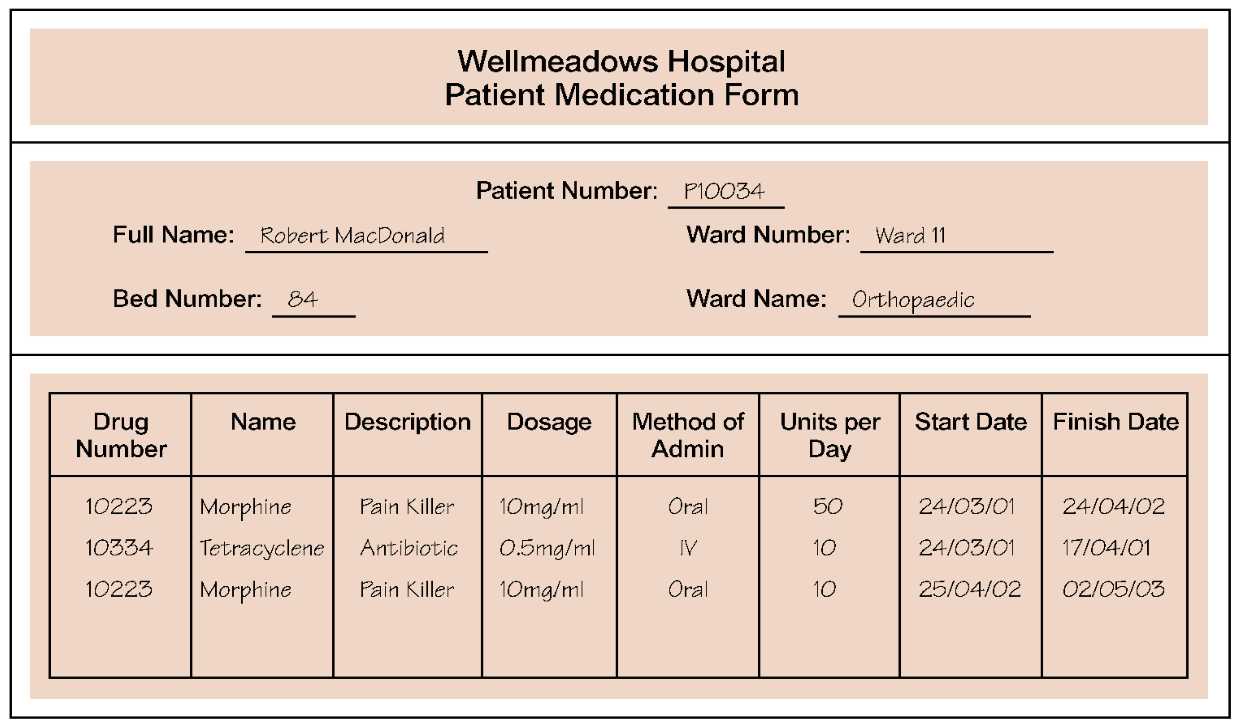 Wellmeadows Hospital
Patient Medication Form
Patient Number: P10034
Full Name: Robert MacDonald Ward Number: Ward 11
Bed Number: 84 Ward Name: Orthopaedic
Drug Number Name Description Dosage Method of Admin Units per Day Start Date Finish Date
10223 Morphine Pain Killer 10mg/ml Oral 50 24/03/01 24/04/02
10334 Tetracyclene Antibiotic 0.5mg/ml IV 10 24/03/01 17/04/01
10223 Morphine Pain Killer 10mg/ml Oral 10 25/04/02 02/05/03